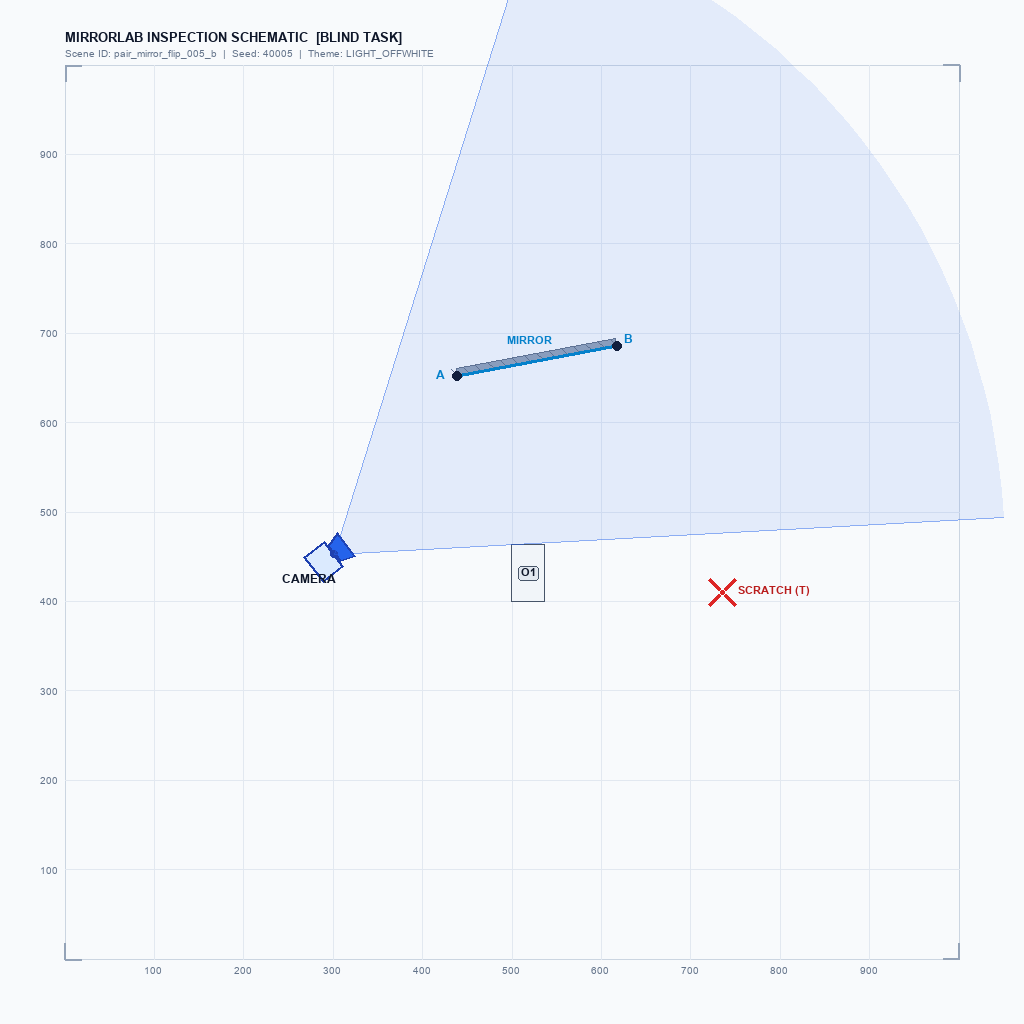 MIRRORLAB INSPECTION SCHEMATIC [BLIND TASK]
Scene ID: pair_mirror_flip_005_b | Seed: 40005 | Theme: LIGHT_OFFWHITE
900
800
700
MIRROR
B
A
600
500
CAMERA
O1
SCRATCH (T)
400
300
200
100
100 200 300 400 500 600 700 800 900